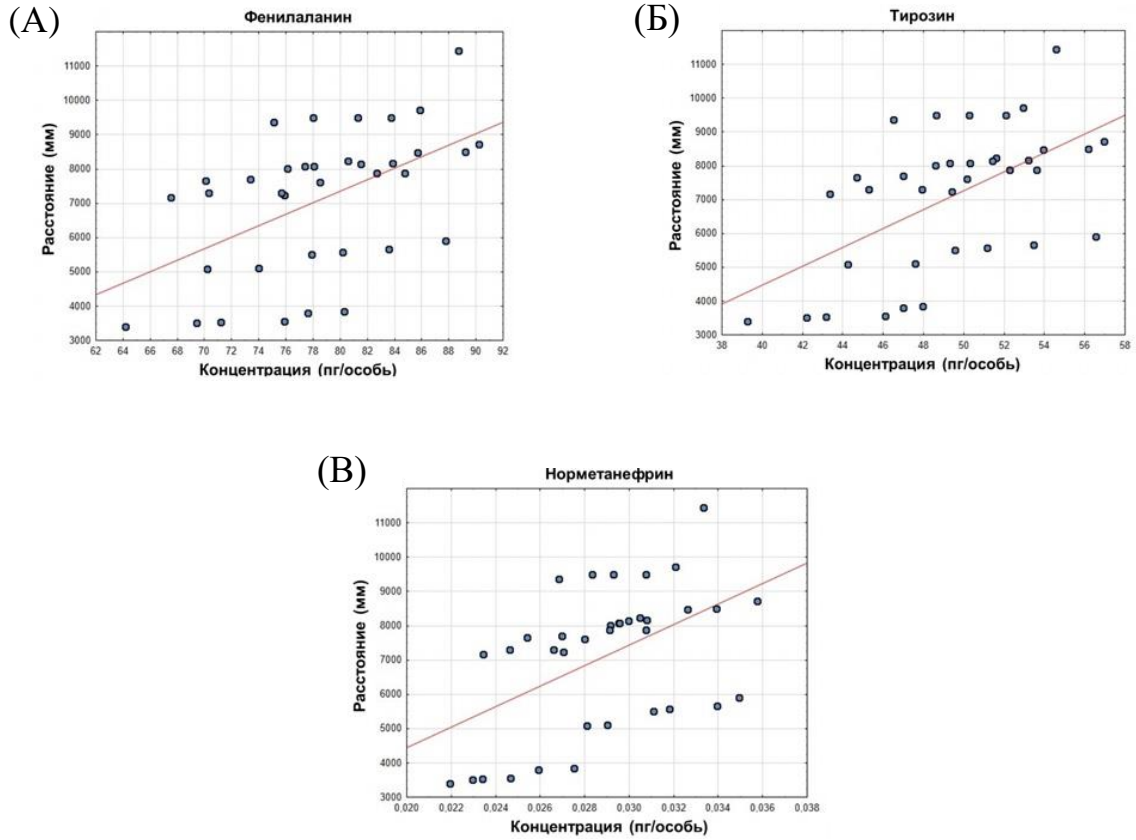 (А)
Фенилаланин
Расстояние (мм)
11000
10000
9000
8000
7000
6000
5000
4000
3000
62 64 66 68 70 72 74 76 78 80 82 84 86 88 90 92
Концентрация (пг/особь)
(Б)
Тирозин
Расстояние (мм)
11000
10000
9000
8000
7000
6000
5000
4000
3000
38 40 42 44 46 48 50 52 54 56 58
Концентрация (пг/особь)
(В)
Норметанефрин
Расстояние (мм)
11000
10000
9000
8000
7000
6000
5000
4000
3000
0,020 0,022 0,024 0,026 0,028 0,030 0,032 0,034 0,036 0,038
Концентрация (пг/особь)